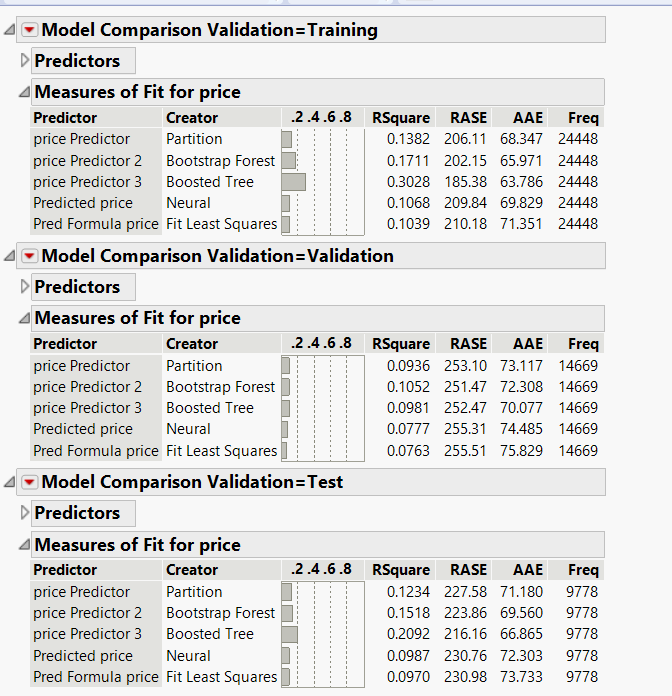 Model Comparison Validation=Training
Predictors
Measures of Fit for price
Predictor Creator .2 .4 .6 .8 RSquare RASE AAE Freq
price Predictor Partition 0.1382 206.11 68.347 24448
price Predictor 2 Bootstrap Forest 0.1711 202.15 65.971 24448
price Predictor 3 Boosted Tree 0.3028 185.38 63.786 24448
Predicted price Neural 0.1068 209.84 69.829 24448
Pred Formula price Fit Least Squares 0.1039 210.18 71.351 24448
Model Comparison Validation=Validation
Predictors
Measures of Fit for price
Predictor Creator .2 .4 .6 .8 RSquare RASE AAE Freq
price Predictor Partition 0.0936 253.10 73.117 14669
price Predictor 2 Bootstrap Forest 0.1052 251.47 72.308 14669
price Predictor 3 Boosted Tree 0.0981 252.47 70.077 14669
Predicted price Neural 0.0777 255.31 74.485 14669
Pred Formula price Fit Least Squares 0.0763 255.51 75.829 14669
Model Comparison Validation=Test
Predictors
Measures of Fit for price
Predictor Creator .2 .4 .6 .8 RSquare RASE AAE Freq
price Predictor Partition 0.1234 227.58 71.180 9778
price Predictor 2 Bootstrap Forest 0.1518 223.86 69.560 9778
price Predictor 3 Boosted Tree 0.2092 216.16 66.865 9778
Predicted price Neural 0.0987 230.76 72.303 9778
Pred Formula price Fit Least Squares 0.0970 230.98 73.733 9778